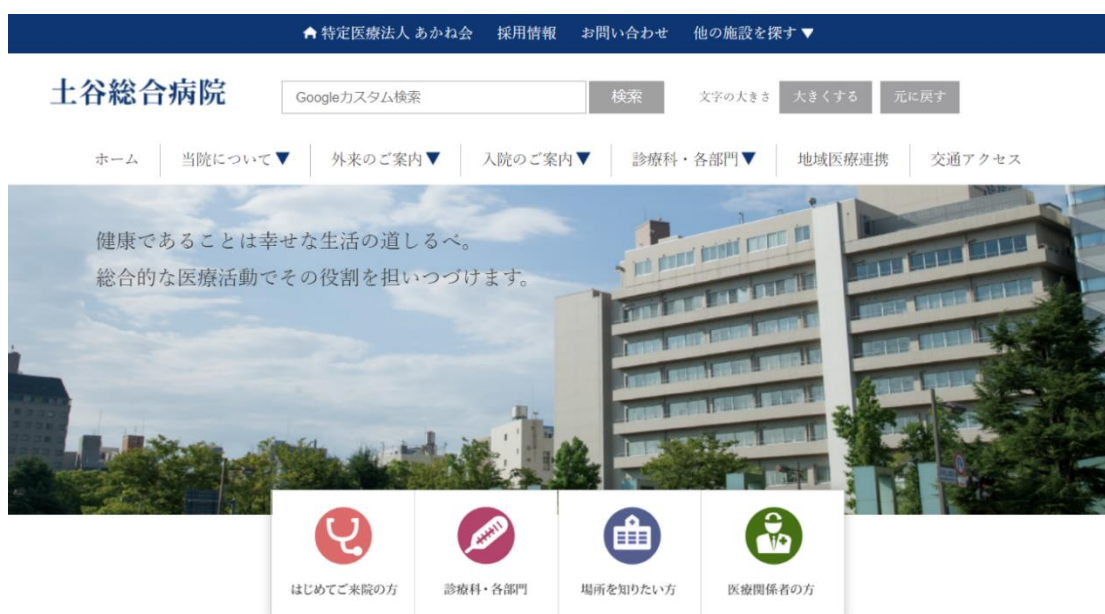 特定医療法人 あかね会 採用情報 お問い合わせ 他の施設を探す▼
土谷総合病院
Googleカスタム検索 検索 文字の大きさ 大きくする 元に戻す
ホーム 当院について▼ 外来のご案内▼ 入院のご案内▼ 診療科・各部門▼ 地域医療連携 交通アクセス
健康であることは幸せな生活の道しるべ。
総合的な医療活動でその役割を担いつづけます。
はじめてご来院の方 診療科・各部門 場所を知りたい方 医療関係者の方